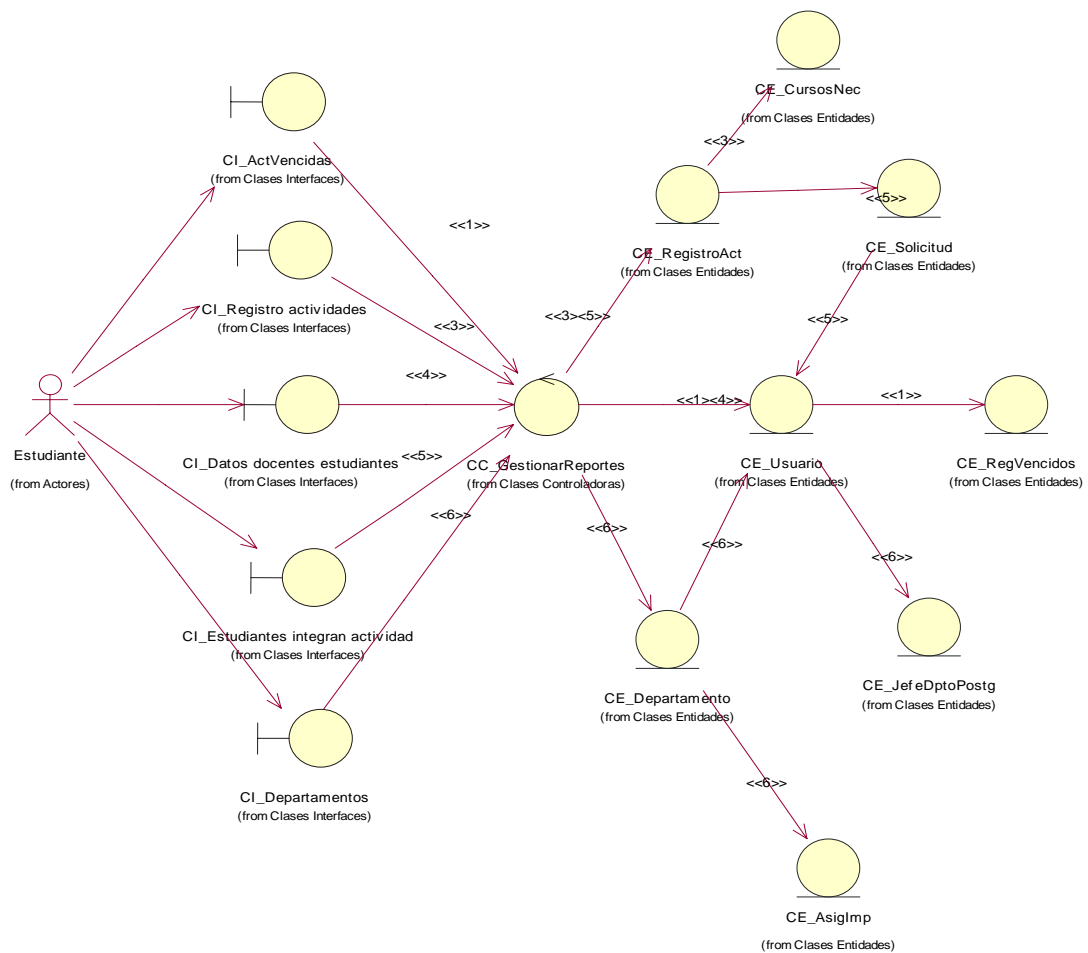 CE_CursosNec
(from Clases Entidades)
<<3>>
CI_ActVencidas
(from Clases Interfaces)
<<5>>
<<1>>
CE_RegistroAct
(from Clases Entidades)
CE_Solicitud
(from Clases Entidades)
CI_Registro actividades
(from Clases Interfaces)
<<3>>
<<3><5>>
<<5>>
<<4>>
<<1><4>>
<<1>>
Estudiante
(from Actores)
CI_Datos docentes estudiantes
(from Clases Interfaces)
<<5>>
CC_GestionarReportes
(from Clases Controladoras)
CE_Usuario
(from Clases Entidades)
CE_RegVencidos
(from Clases Entidades)
<<6>>
<<6>>
<<6>>
<<6>>
CI_Estudiantes integran actividad
(from Clases Interfaces)
CE_Departamento
(from Clases Entidades)
CE_JefeDptoPostg
(from Clases Entidades)
<<6>>
CI_Departamentos
(from Clases Interfaces)
CE_AsigImp
(from Clases Entidades)